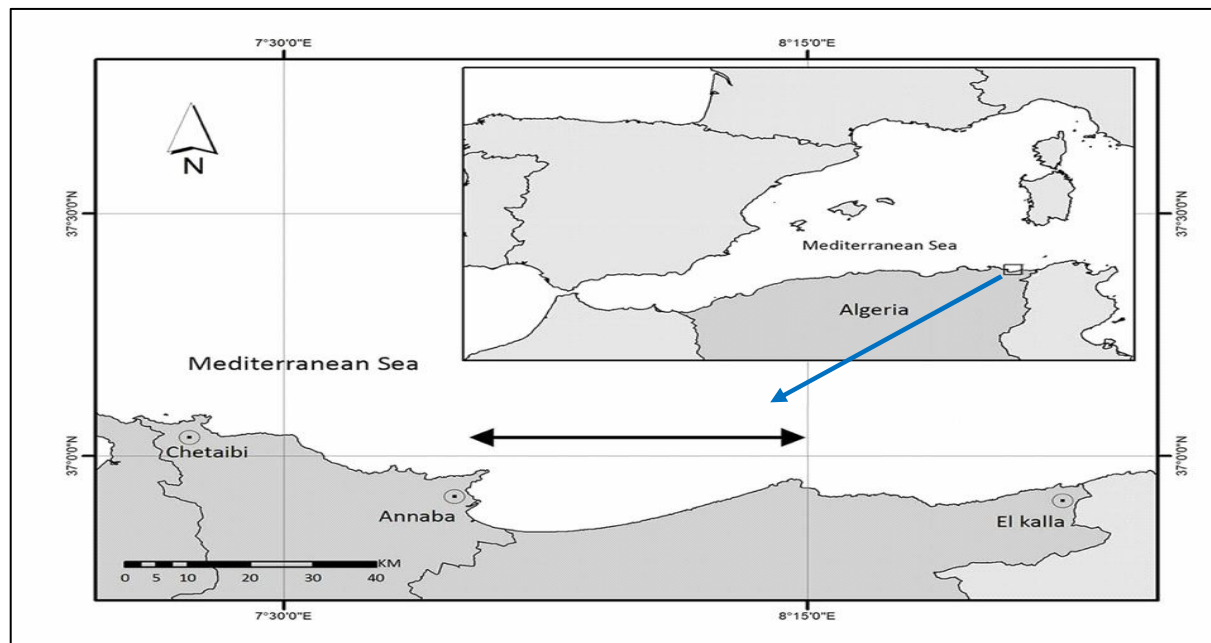 7°30'0"E
8°15'0"E
N
37°30'0"N
37°30'0"N
Mediterranean Sea
Algeria
Mediterranean Sea
37°0'0"N
37°0'0"N
Chetaibi
Annaba
El kalla
KM
0 5 10 20 30 40
7°30'0"E
8°15'0"E